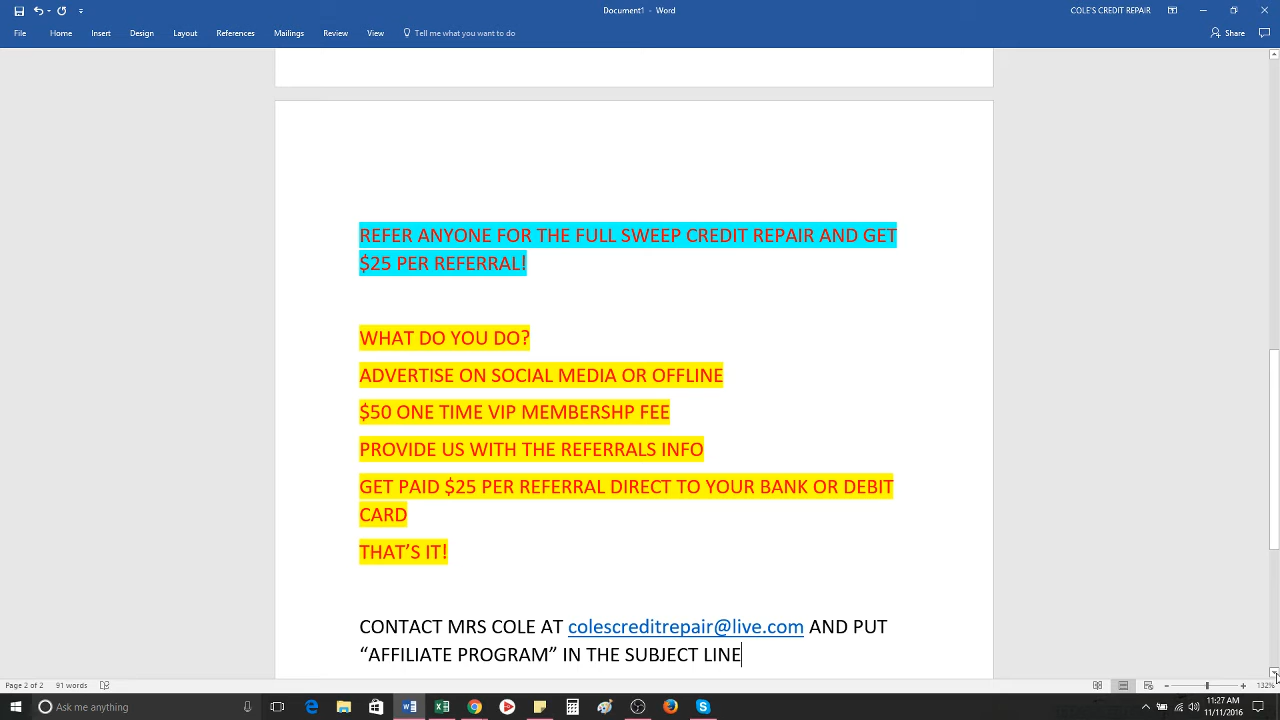 Document1 - Word
COLE'S CREDIT REPAIR
File Home Insert Design Layout References Mailings Review View Tell me what you want to do Share
REFER ANYONE FOR THE FULL SWEEP CREDIT REPAIR AND GET
$25 PER REFERRAL!
WHAT DO YOU DO?
ADVERTISE ON SOCIAL MEDIA OR OFFLINE
$50 ONE TIME VIP MEMBERSHP FEE
PROVIDE US WITH THE REFERRALS INFO
GET PAID $25 PER REFERRAL DIRECT TO YOUR BANK OR DEBIT
CARD
THAT’S IT!
CONTACT MRS COLE AT colescreditrepair@live.com AND PUT
“AFFILIATE PROGRAM” IN THE SUBJECT LINE
Page 2 of 2 91 words 132%
Ask me anything
11:27 AM
11/11/2016